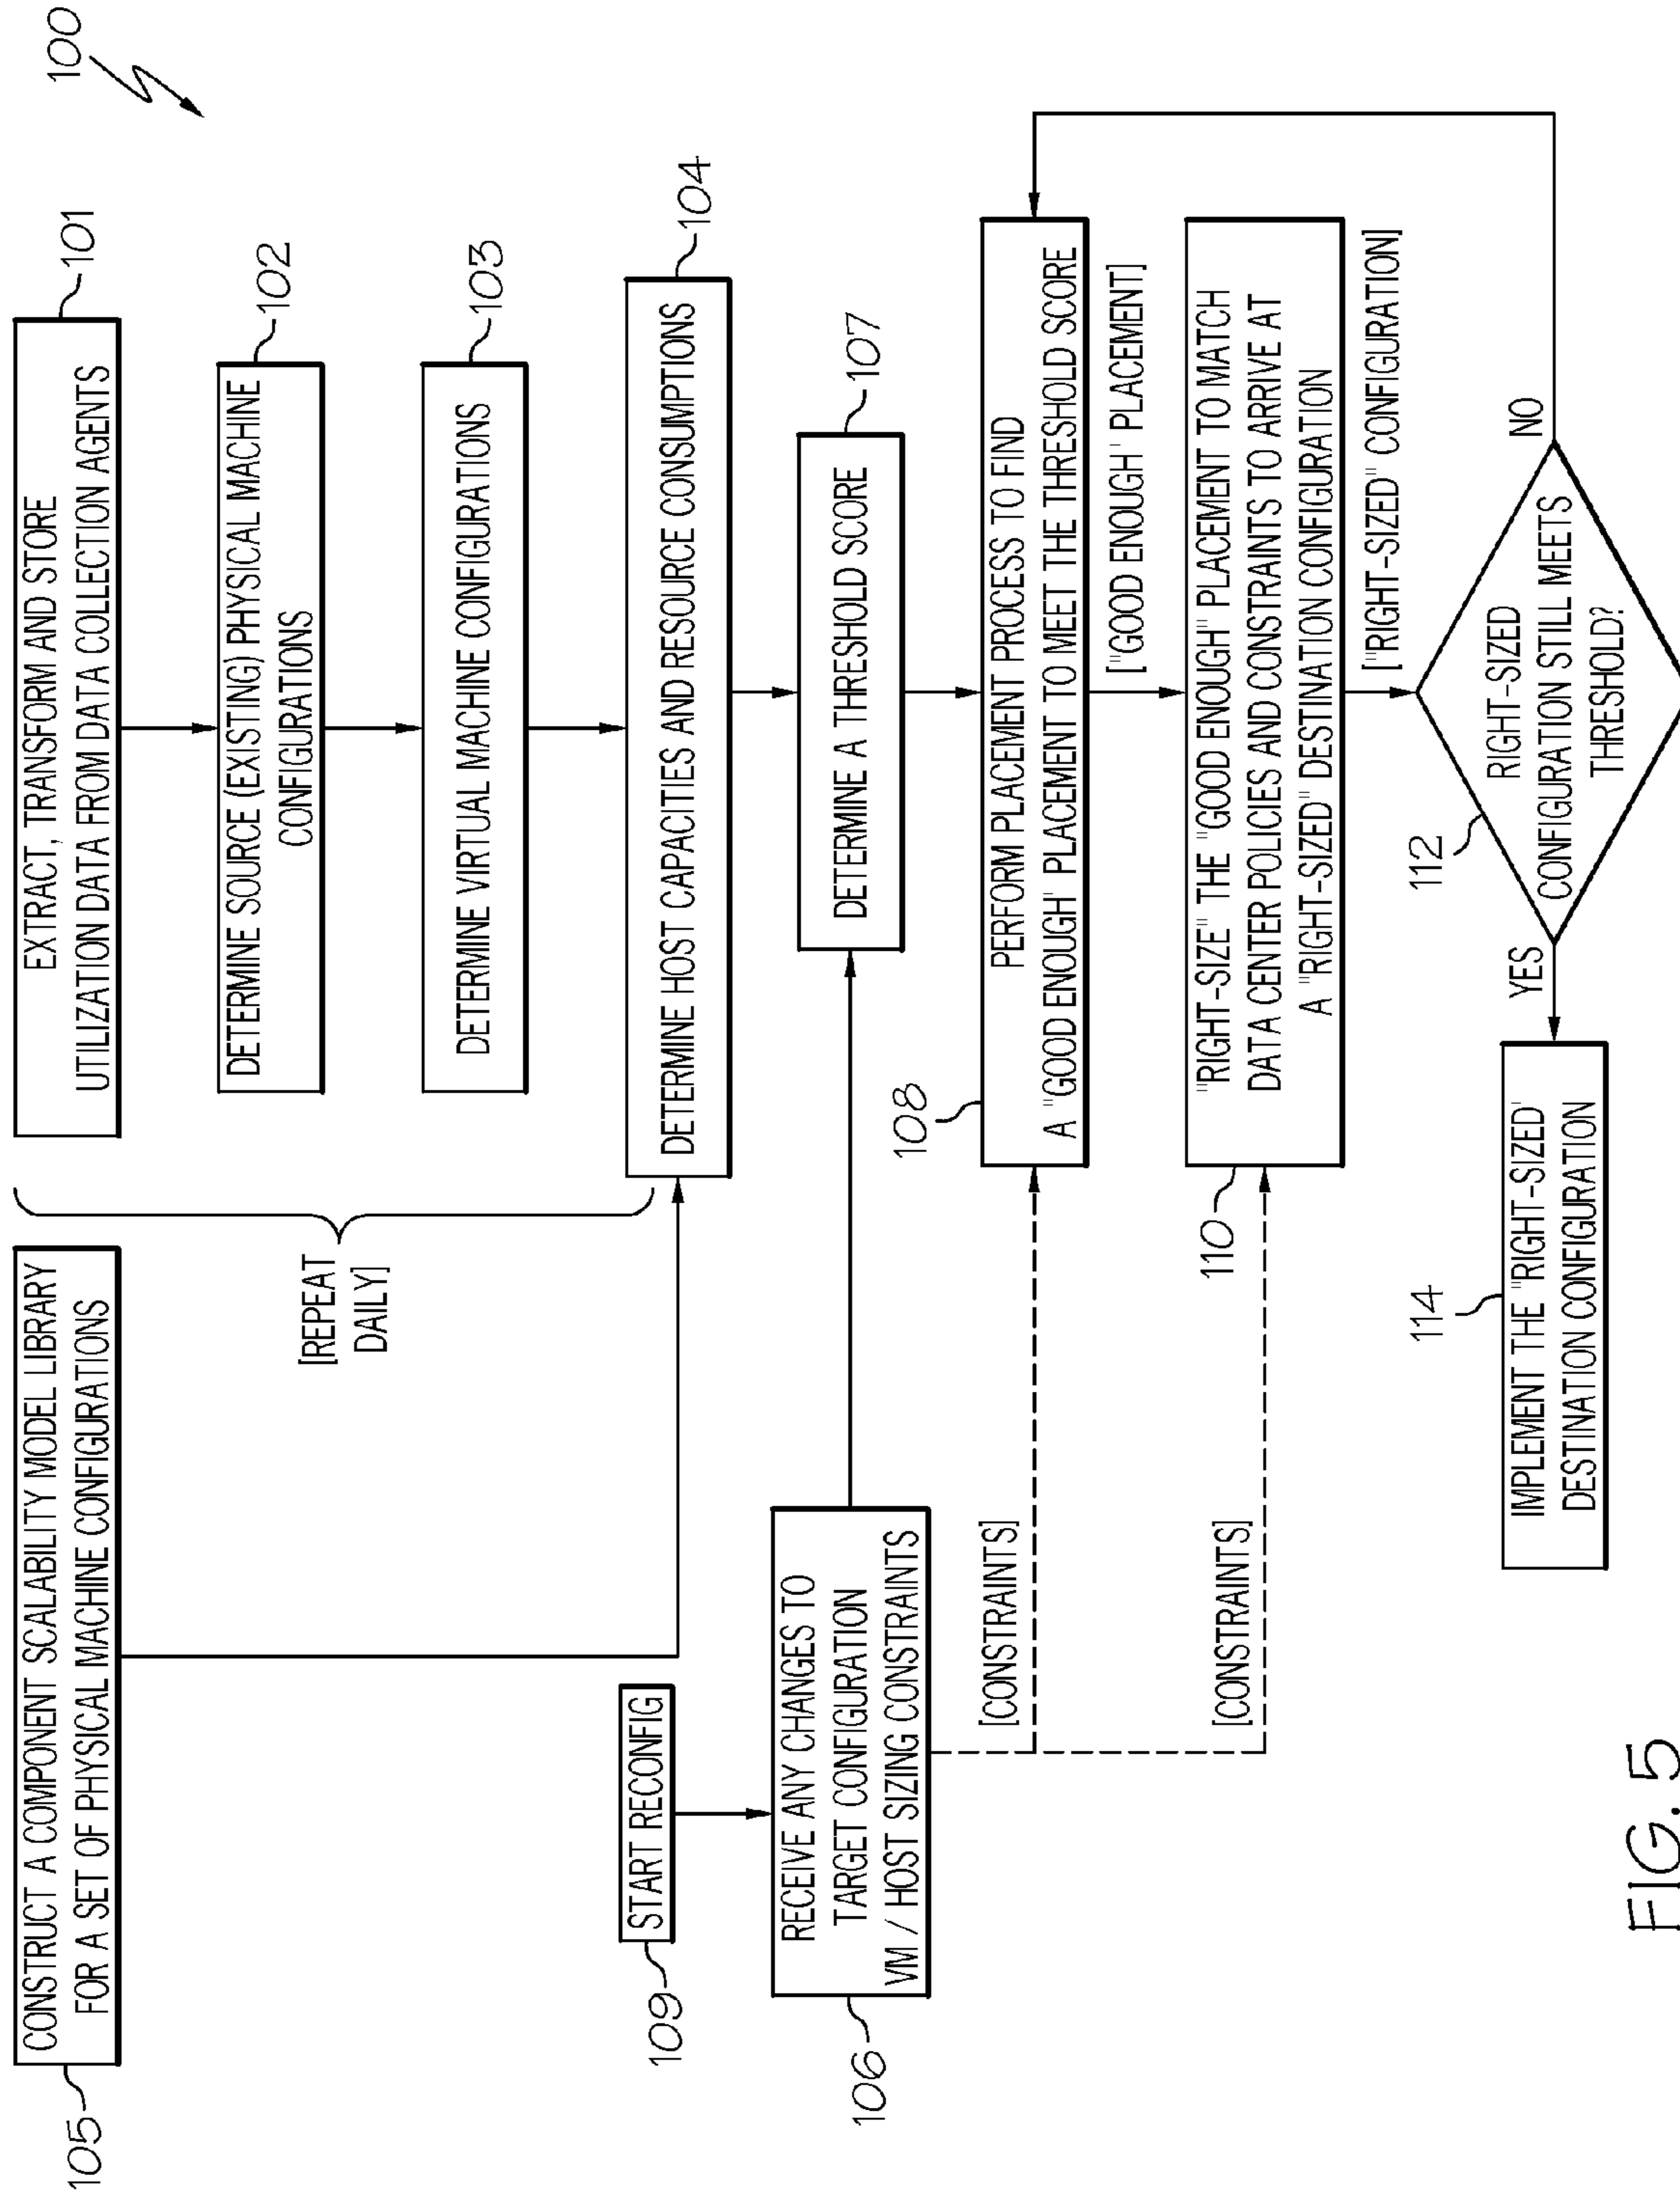 100
CONSTRUCT A COMPONENT SCALABILITY MODEL LIBRARY
FOR A SET OF PHYSICAL MACHINE CONFIGURATIONS
105
EXTRACT, TRANSFORM AND STORE
UTILIZATION DATA FROM DATA COLLECTION AGENTS
101
[REPEAT
DAILY]
DETERMINE SOURCE (EXISTING) PHYSICAL MACHINE
CONFIGURATIONS
102
DETERMINE VIRTUAL MACHINE CONFIGURATIONS
103
DETERMINE HOST CAPACITIES AND RESOURCE CONSUMPTIONS
104
START RECONFIG
109
RECEIVE ANY CHANGES TO
TARGET CONFIGURATION
VM / HOST SIZING CONSTRAINTS
106
DETERMINE A THRESHOLD SCORE
107
[CONSTRAINTS]
108
PERFORM PLACEMENT PROCESS TO FIND
A "GOOD ENOUGH" PLACEMENT TO MEET THE THRESHOLD SCORE
["GOOD ENOUGH" PLACEMENT]
[CONSTRAINTS]
110
"RIGHT-SIZE" THE "GOOD ENOUGH" PLACEMENT TO MATCH
DATA CENTER POLICIES AND CONSTRAINTS TO ARRIVE AT
A "RIGHT-SIZED" DESTINATION CONFIGURATION
["RIGHT-SIZED" CONFIGURATION]
112
RIGHT-SIZED
CONFIGURATION STILL MEETS
THRESHOLD?
YES
NO
114
IMPLEMENT THE "RIGHT-SIZED"
DESTINATION CONFIGURATION
FIG. 5